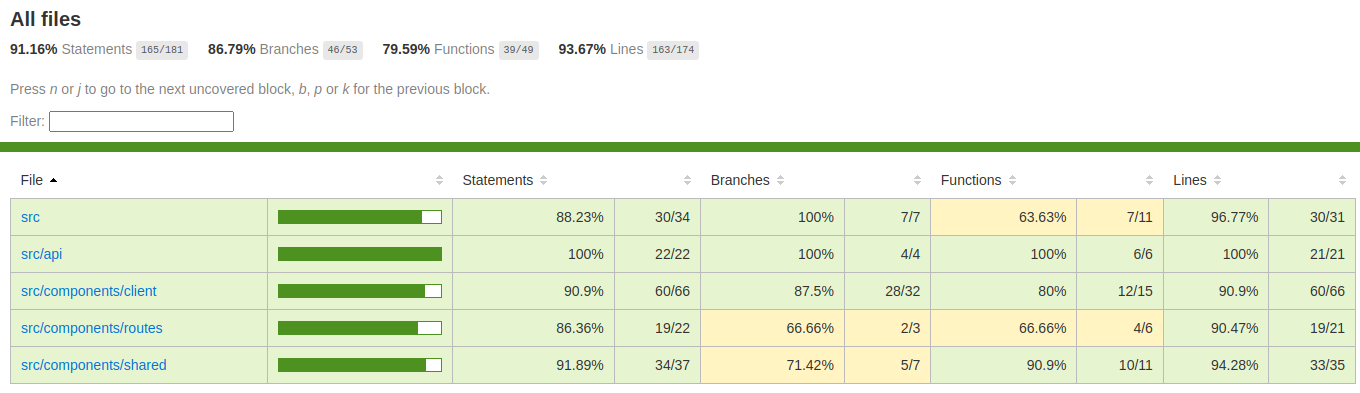 All files
91.16% Statements 165/181 86.79% Branches 46/53 79.59% Functions 39/49 93.67% Lines 163/174
Press n or j to go to the next uncovered block, b, p or k for the previous block.
Filter:
File Statements Branches Functions Lines
src 88.23% 30/34 100% 7/7 63.63% 7/11 96.77% 30/31
src/api 100% 22/22 100% 4/4 100% 6/6 100% 21/21
src/components/client 90.9% 60/66 87.5% 28/32 80% 12/15 90.9% 60/66
src/components/routes 86.36% 19/22 66.66% 2/3 66.66% 4/6 90.47% 19/21
src/components/shared 91.89% 34/37 71.42% 5/7 90.9% 10/11 94.28% 33/35